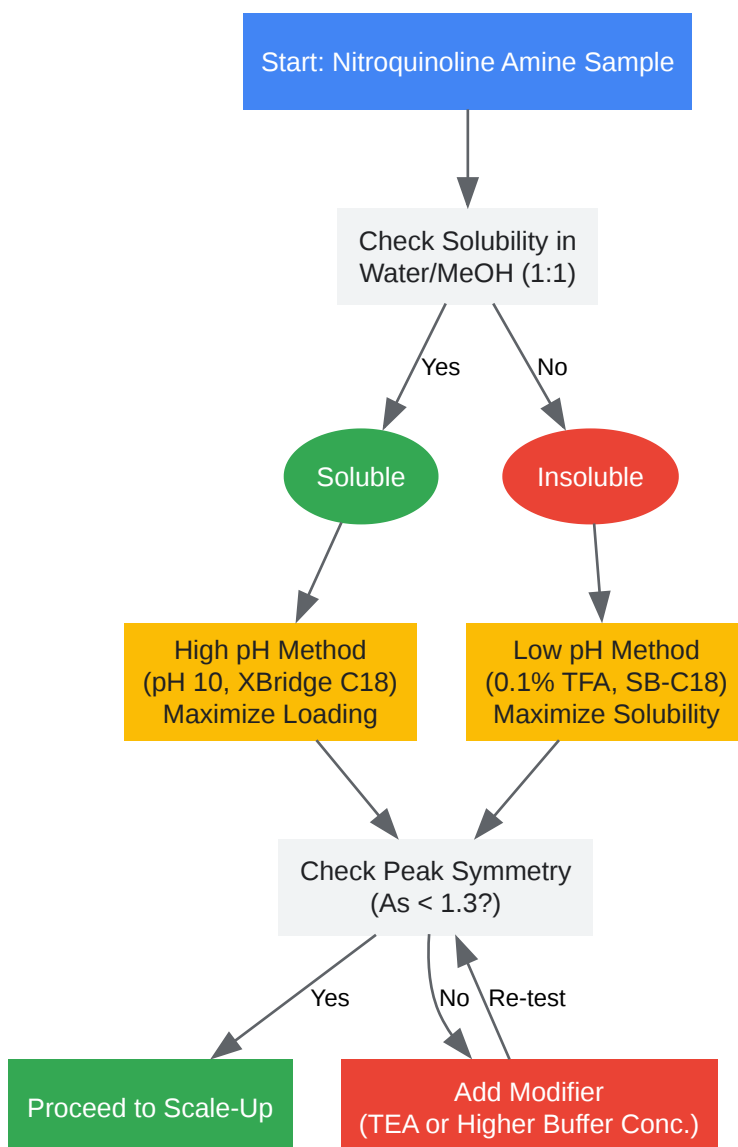 Start: Nitroquinoline Amine Sample
Check Solubility in
Water/MeOH (1:1)
Yes
No
Soluble
Insoluble
High pH Method
(pH 10, XBridge C18)
Maximize Loading
Low pH Method
(0.1% TFA, SB-C18)
Maximize Solubility
Check Peak Symmetry
(As < 1.3?)
Yes
No
Re-test
Proceed to Scale-Up
Add Modifier
(TEA or Higher Buffer Conc.)